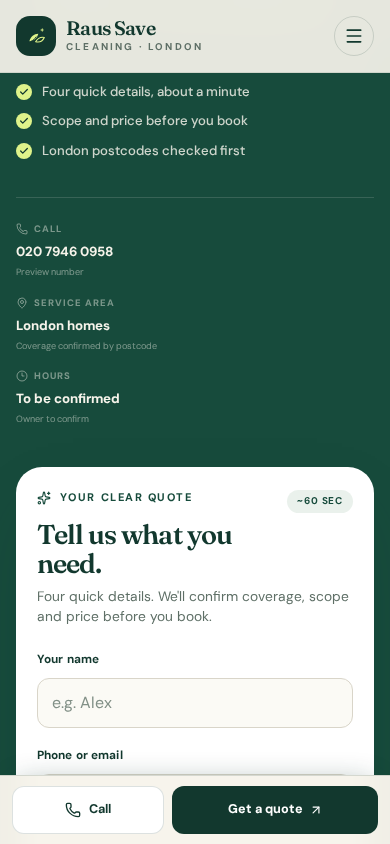 Raus Save
CLEANING · LONDON
Four quick details, about a minute
Scope and price before you book
London postcodes checked first
CALL
020 7946 0958
Preview number
SERVICE AREA
London homes
Coverage confirmed by postcode
HOURS
To be confirmed
Owner to confirm
YOUR CLEAR QUOTE
~60 SEC
Tell us what you
need.
Four quick details. We'll confirm coverage, scope
and price before you book.
Your name
e.g. Alex
Phone or email
Call
Get a quote